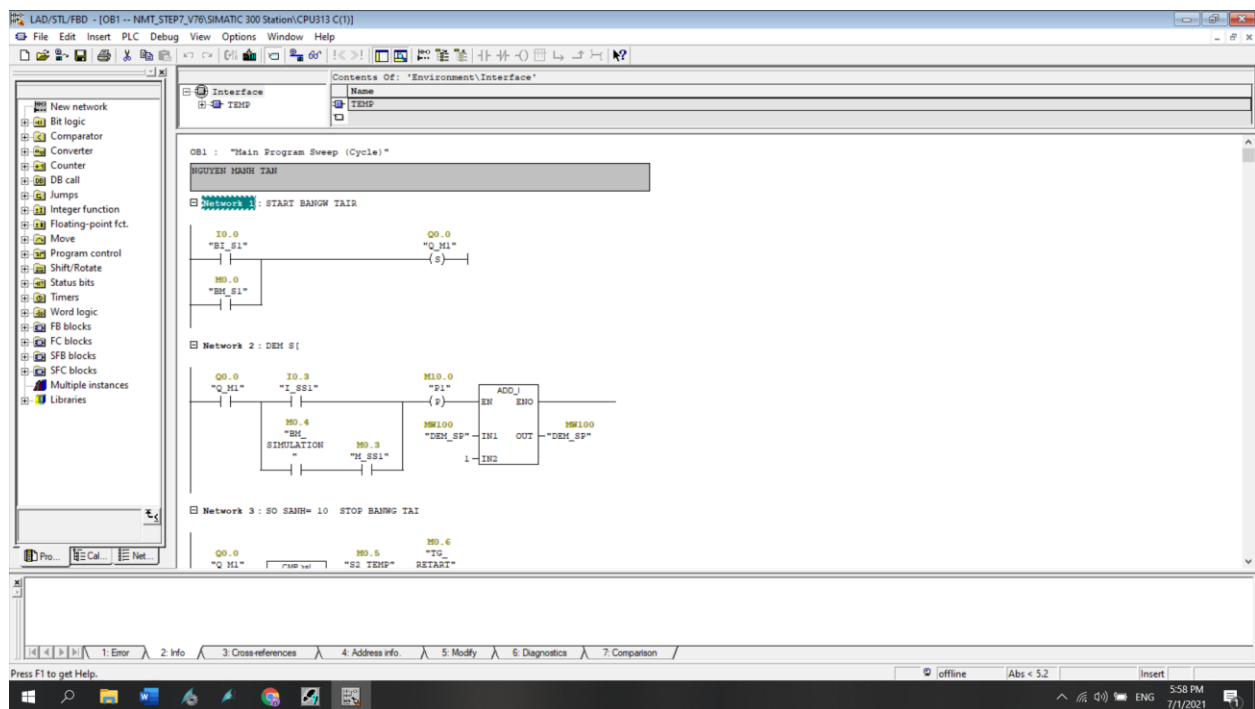 LAD/STL/FBD - [OB1 -- NMT_STEP7_V76\SIMATIC 300 Station\CPU313 C(1)]
File Edit Insert PLC Debug View Options Window Help
New network
Bit logic
Comparator
Converter
Counter
DB call
Jumps
Integer function
Floating-point fct.
Move
Program control
Shift/Rotate
Status bits
Timers
Word logic
FB blocks
FC blocks
SFB blocks
SFC blocks
Multiple instances
Libraries
Pro... Cal... Net...
Interface
TEMP
Contents Of: 'Environment\Interface'
Name
TEMP
OB1 : "Main Program Sweep (Cycle)"
NGUYEN MANH TAN
Network 1: START BANGW TAIR
I0.0 Q0.0
"BI_S1" "Q_M1"
(S)
M0.0
"BM_S1"
Network 2: DEM S[
Q0.0 I0.3 M10.0
"Q_M1" "I_SS1" "P1" ADD_I
(P) EN ENO
M0.4
"BM_ MW100 MW100
SIMULATION M0.3 "DEM_SP" IN1 OUT "DEM_SP"
" "M_SS1" 1 IN2
Network 3: SO SANH= 10 STOP BANWG TAI
M0.6
Q0.0 M0.5 "TG_
"Q_M1" "S2 TEMP" RETART"
1: Error 2: Info 3: Cross-references 4: Address info. 5: Modify 6: Diagnostics 7: Comparison
Press F1 to get Help. offline Abs < 5.2 Insert
ENG 5:58 PM
7/1/2021